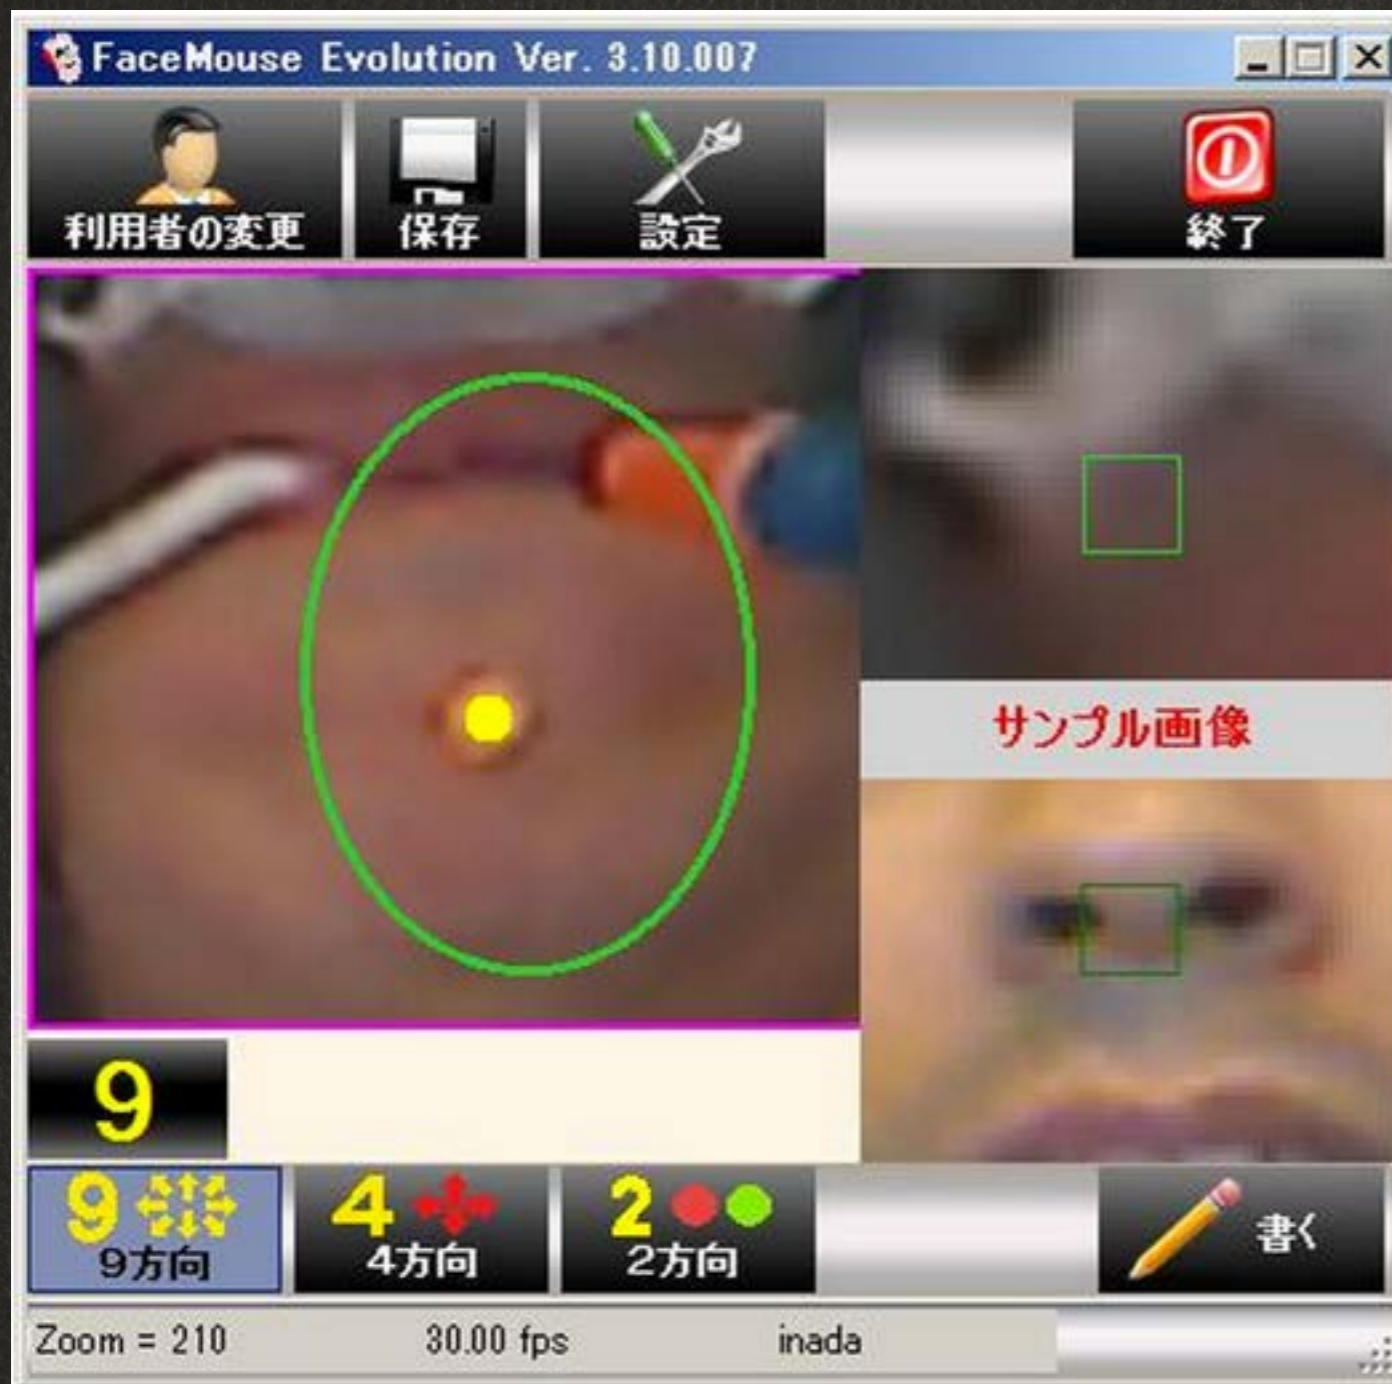 FaceMouse Evolution Ver. 3.10.007
利用者の変更 保存 設定 終了
サンプル画像
9
9 4 2
9方向 4方向 2方向 書く
Zoom = 210 30.00 fps inada